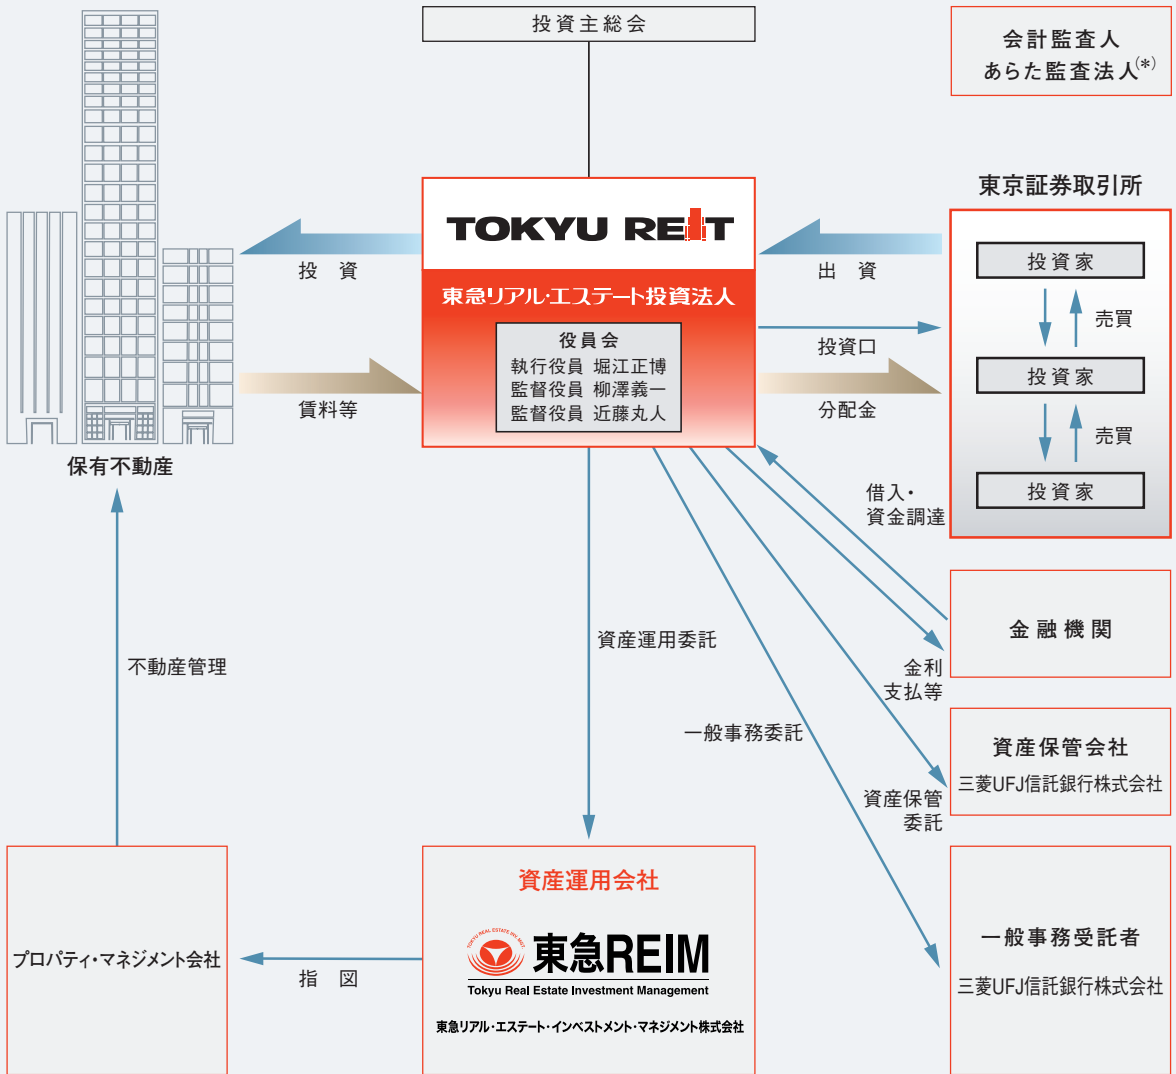 投資主総会
会計監査人
あらた監査法人(*)
東京証券取引所
TOKYU REIT
東急リアル・エステート投資法人
役員会
執行役員 堀江正博
監督役員 柳澤義一
監督役員 近藤丸人
投 資
賃料等
出 資
投資口
分配金
投資家
売買
投資家
売買
投資家
保有不動産
借入・
資金調達
金融機関
金利
支払等
不動産管理
資産運用委託
一般事務委託
資産保管
委託
資産保管会社
三菱UFJ信託銀行株式会社
プロパティ・マネジメント会社
指 図
資産運用会社
TOKYU REAL ESTATE INV. MGT.
東急REIM
Tokyu Real Estate Investment Management
東急リアル・エステート・インベストメント・マネジメント株式会社
一般事務受託者
三菱UFJ信託銀行株式会社